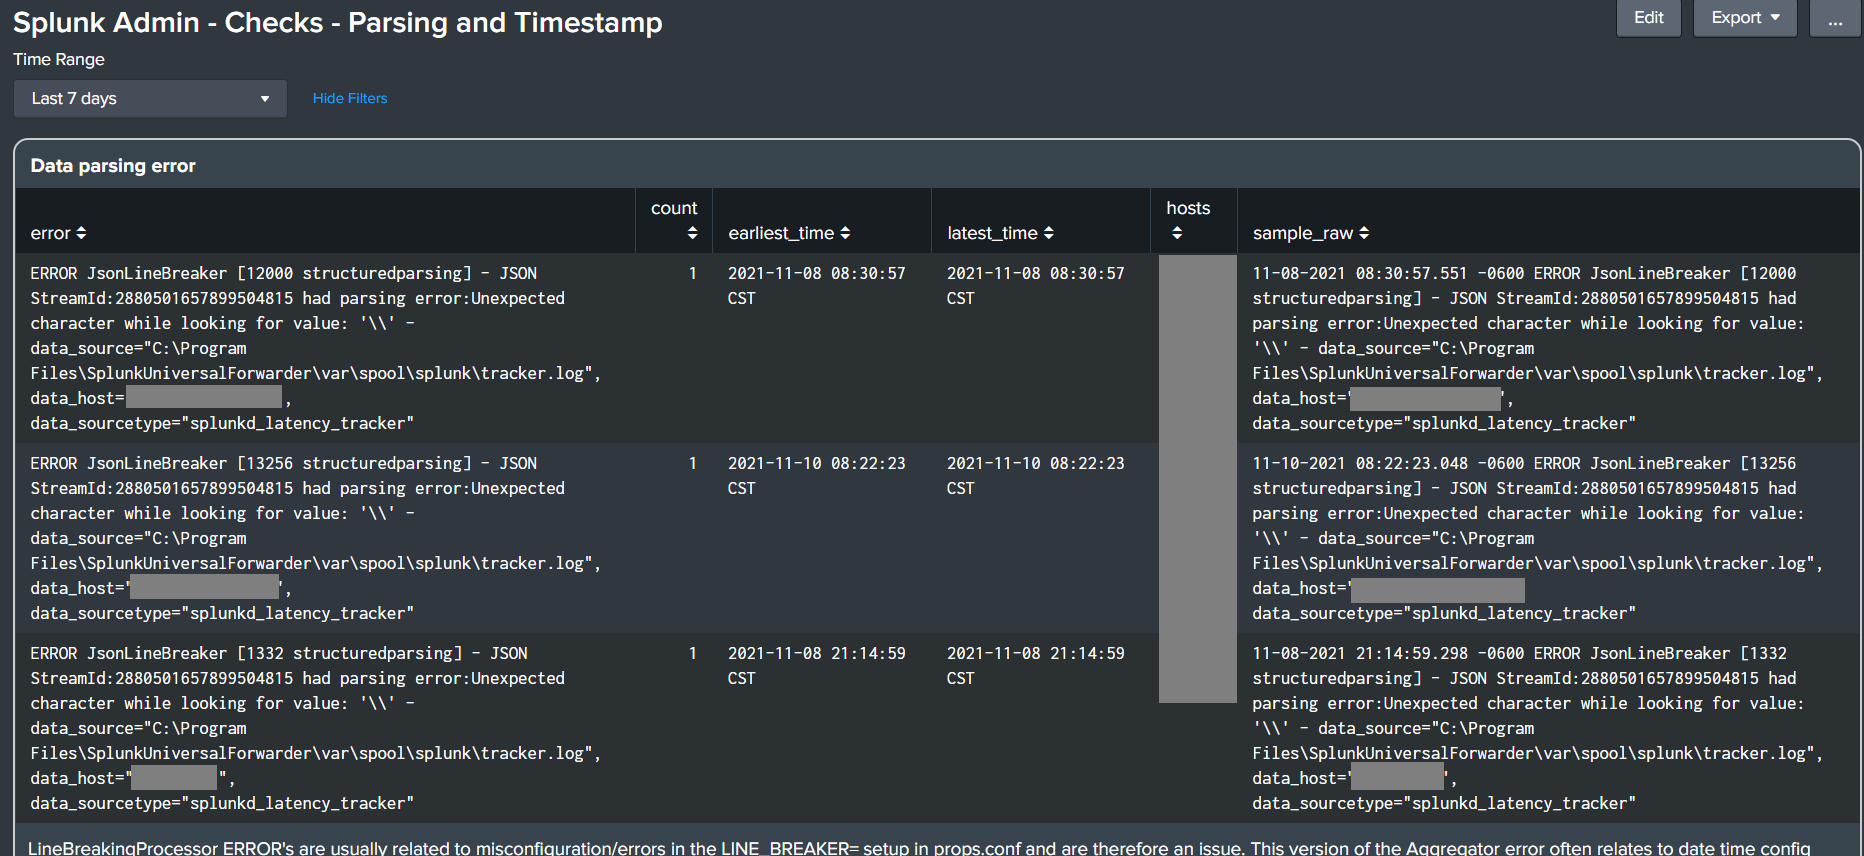 Splunk Admin - Checks - Parsing and Timestamp
Edit
Export
...
Time Range
Last 7 days
Hide Filters
Data parsing error
error
count
earliest_time
latest_time
hosts
sample_raw
ERROR JsonLineBreaker [12000 structuredparsing] - JSON
StreamId:2880501657899504815 had parsing error:Unexpected
character while looking for value: '\\' -
data_source="C:\Program
Files\SplunkUniversalForwarder\var\spool\splunk\tracker.log",
data_host= ,
data_sourcetype="splunkd_latency_tracker"
1
2021-11-08 08:30:57
CST
2021-11-08 08:30:57
CST
11-08-2021 08:30:57.551 -0600 ERROR JsonLineBreaker [12000
structuredparsing] - JSON StreamId:2880501657899504815 had
parsing error:Unexpected character while looking for value:
'\\' - data_source="C:\Program
Files\SplunkUniversalForwarder\var\spool\splunk\tracker.log",
data_host=" ",
data_sourcetype="splunkd_latency_tracker"
ERROR JsonLineBreaker [13256 structuredparsing] - JSON
StreamId:2880501657899504815 had parsing error:Unexpected
character while looking for value: '\\' -
data_source="C:\Program
Files\SplunkUniversalForwarder\var\spool\splunk\tracker.log",
data_host=" ",
data_sourcetype="splunkd_latency_tracker"
1
2021-11-10 08:22:23
CST
2021-11-10 08:22:23
CST
11-10-2021 08:22:23.048 -0600 ERROR JsonLineBreaker [13256
structuredparsing] - JSON StreamId:2880501657899504815 had
parsing error:Unexpected character while looking for value:
'\\' - data_source="C:\Program
Files\SplunkUniversalForwarder\var\spool\splunk\tracker.log",
data_host="
data_sourcetype="splunkd_latency_tracker"
ERROR JsonLineBreaker [1332 structuredparsing] - JSON
StreamId:2880501657899504815 had parsing error:Unexpected
character while looking for value: '\\' -
data_source="C:\Program
Files\SplunkUniversalForwarder\var\spool\splunk\tracker.log",
data_host=" ",
data_sourcetype="splunkd_latency_tracker"
1
2021-11-08 21:14:59
CST
2021-11-08 21:14:59
CST
11-08-2021 21:14:59.298 -0600 ERROR JsonLineBreaker [1332
structuredparsing] - JSON StreamId:2880501657899504815 had
parsing error:Unexpected character while looking for value:
'\\' - data_source="C:\Program
Files\SplunkUniversalForwarder\var\spool\splunk\tracker.log",
data_host=" ",
data_sourcetype="splunkd_latency_tracker"
LineBreakingProcessor ERROR's are usually related to misconfiguration/errors in the LINE_BREAKER= setup in props.conf and are therefore an issue. This version of the Aggregator error often relates to date time config